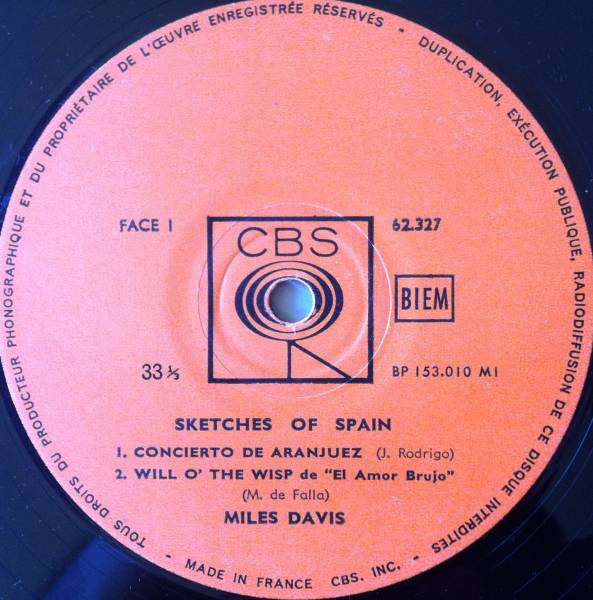 TOUS DROITS DU PRODUCTEUR PHONOGRAPHIQUE ET DU PROPRIÉTAIRE DE L'ŒUVRE ENREGISTRÉE RÉSERVÉS - DUPLICATION, EXÉCUTION PUBLIQUE, RADIODIFFUSION DE CE DISQUE INTERDITES -
FACE 1
CBS
62.327
BIEM
33 ⅓
BP 153.010 M1
SKETCHES OF SPAIN
1. CONCIERTO DE ARANJUEZ (J. Rodrigo)
2. WILL O' THE WISP de "El Amor Brujo"
(M. de Falla)
MILES DAVIS
- MADE IN FRANCE CBS. INC. -